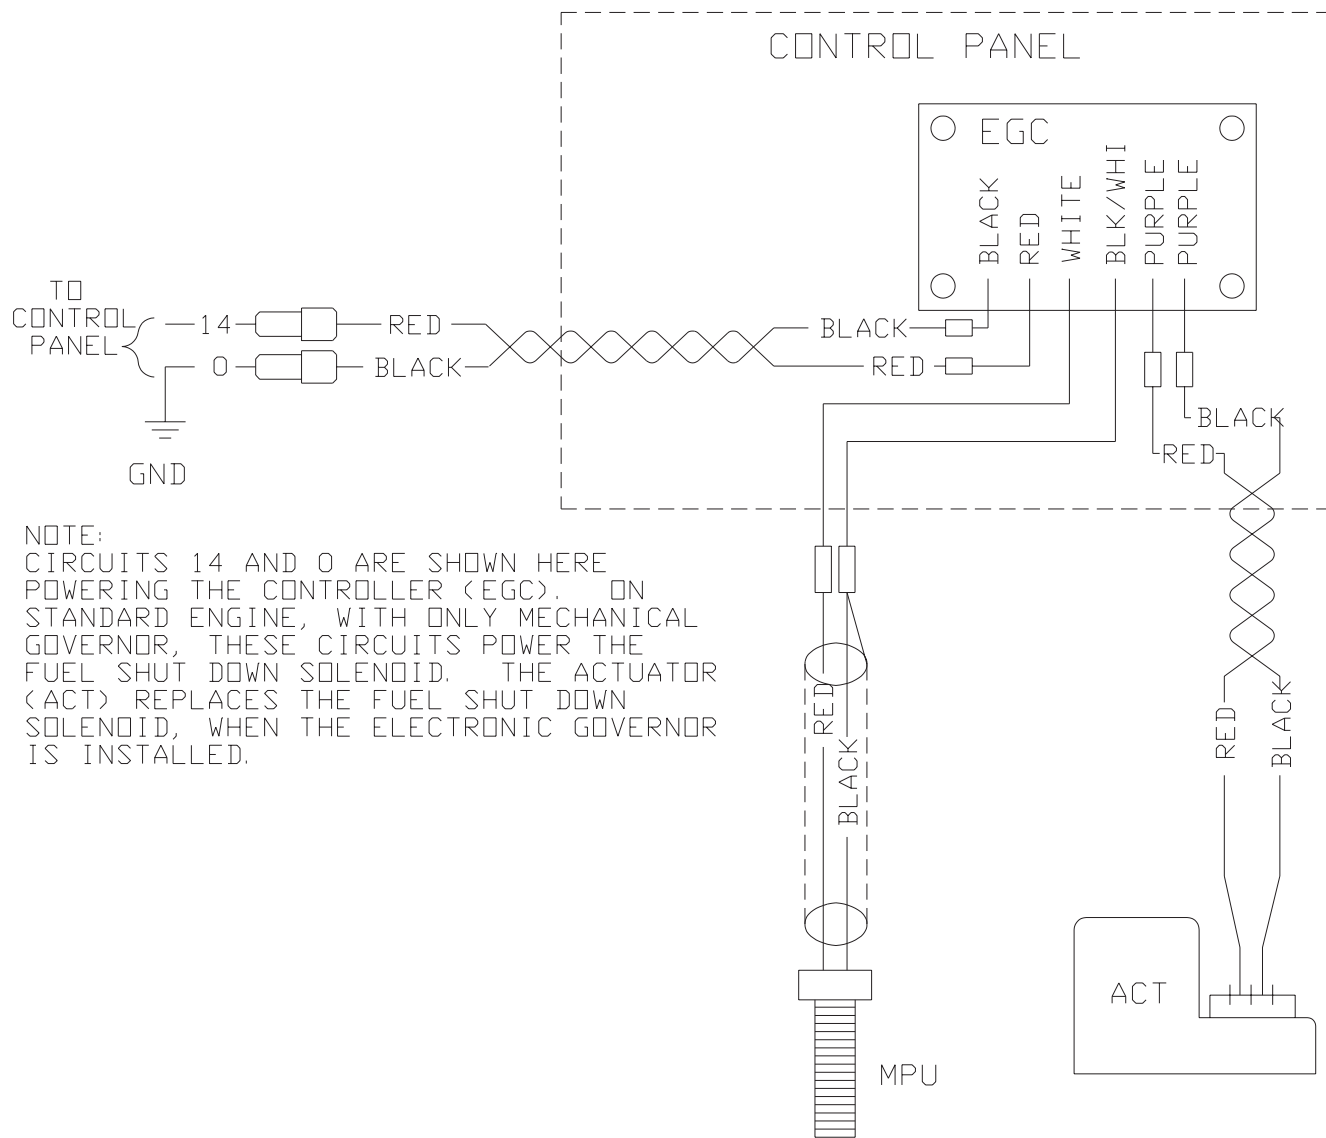 CONTROL PANEL
EGC
BLACK
RED
WHITE
BLK/WHI
PURPLE
PURPLE
TO
CONTROL
PANEL
14
RED
BLACK
0
BLACK
RED
BLACK
RED
GND
NOTE:
CIRCUITS 14 AND 0 ARE SHOWN HERE
POWERING THE CONTROLLER (EGC). ON
STANDARD ENGINE, WITH ONLY MECHANICAL
GOVERNOR, THESE CIRCUITS POWER THE
FUEL SHUT DOWN SOLENOID. THE ACTUATOR
(ACT) REPLACES THE FUEL SHUT DOWN
SOLENOID, WHEN THE ELECTRONIC GOVERNOR
IS INSTALLED.
RED
BLACK
RED
BLACK
ACT
MPU